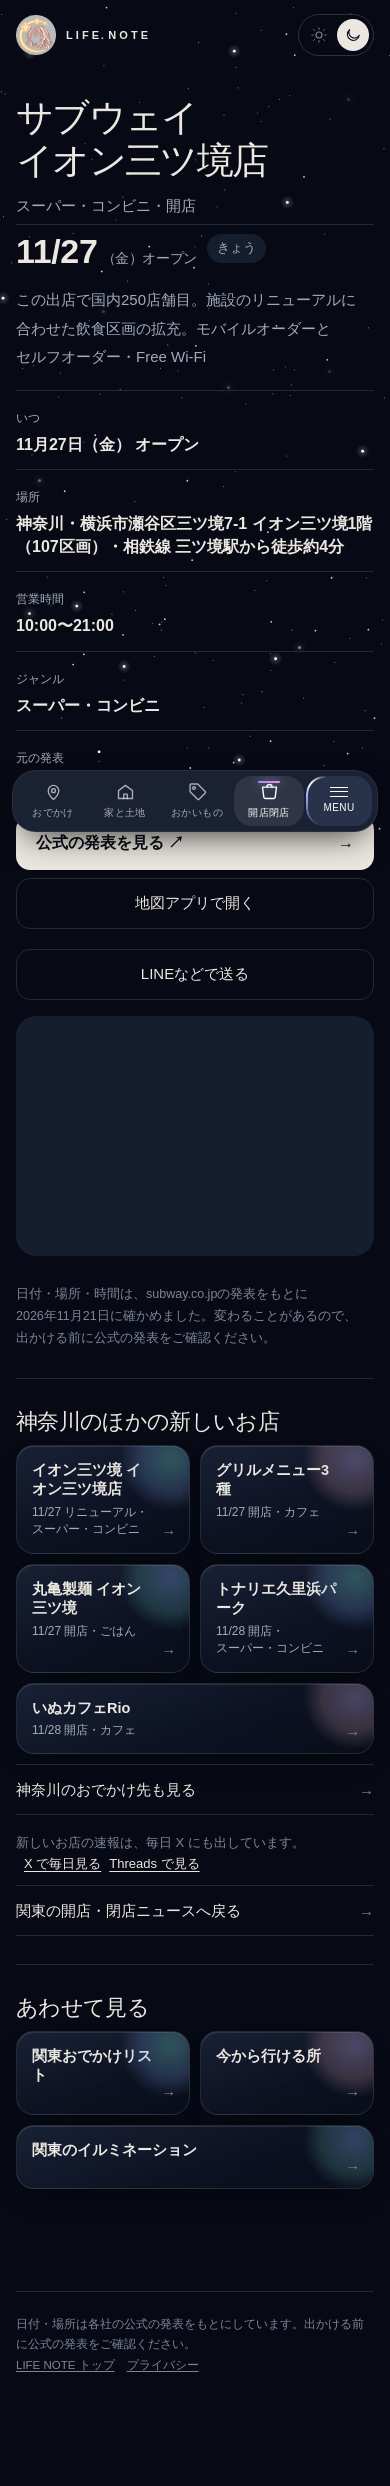 LIFE.NOTE
サブウェイ
イオン三ツ境店
スーパー・コンビニ・開店
11/27 （金）オープン きょう
この出店で国内250店舗目。施設のリニューアルに
合わせた飲食区画の拡充。モバイルオーダーと
セルフオーダー・Free Wi-Fi
いつ
11月27日（金） オープン
場所
神奈川・横浜市瀬谷区三ツ境7-1 イオン三ツ境1階
（107区画）・相鉄線 三ツ境駅から徒歩約4分
営業時間
10:00〜21:00
ジャンル
スーパー・コンビニ
元の発表
おでかけ 家と土地 おかいもの 開店閉店 MENU
公式の発表を見る ↗ →
地図アプリで開く
LINEなどで送る
日付・場所・時間は、subway.co.jpの発表をもとに
2026年11月21日に確かめました。変わることがあるので、
出かける前に公式の発表をご確認ください。
神奈川のほかの新しいお店
イオン三ツ境 イ
オン三ツ境店
11/27 リニューアル・
スーパー・コンビニ →
グリルメニュー3
種
11/27 開店・カフェ →
丸亀製麺 イオン
三ツ境
11/27 開店・ごはん →
トナリエ久里浜パ
ーク
11/28 開店・
スーパー・コンビニ →
いぬカフェRio
11/28 開店・カフェ →
神奈川のおでかけ先も見る →
新しいお店の速報は、毎日 X にも出しています。
X で毎日見る Threads で見る
関東の開店・閉店ニュースへ戻る →
あわせて見る
関東おでかけリス
ト →
今から行ける所 →
関東のイルミネーション →
日付・場所は各社の公式の発表をもとにしています。出かける前
に公式の発表をご確認ください。
LIFE NOTE トップ プライバシー